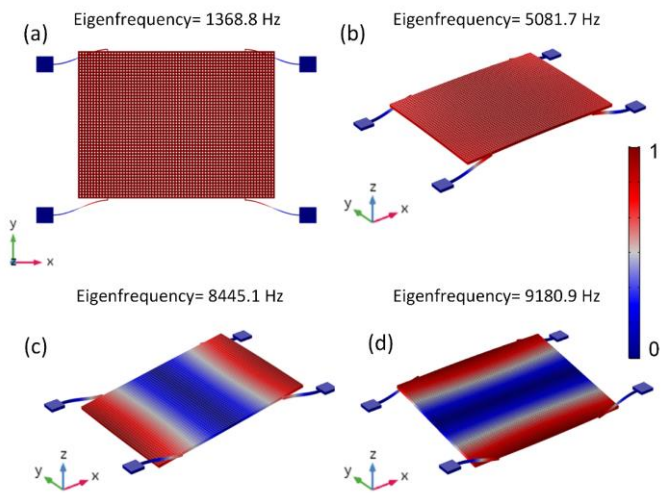 Eigenfrequency= 1368.8 Hz
Eigenfrequency= 5081.7 Hz
(a)
(b)
y
z
x
z
y
x
1
0
Eigenfrequency= 8445.1 Hz
Eigenfrequency= 9180.9 Hz
(c)
(d)
z
y
x
z
y
x